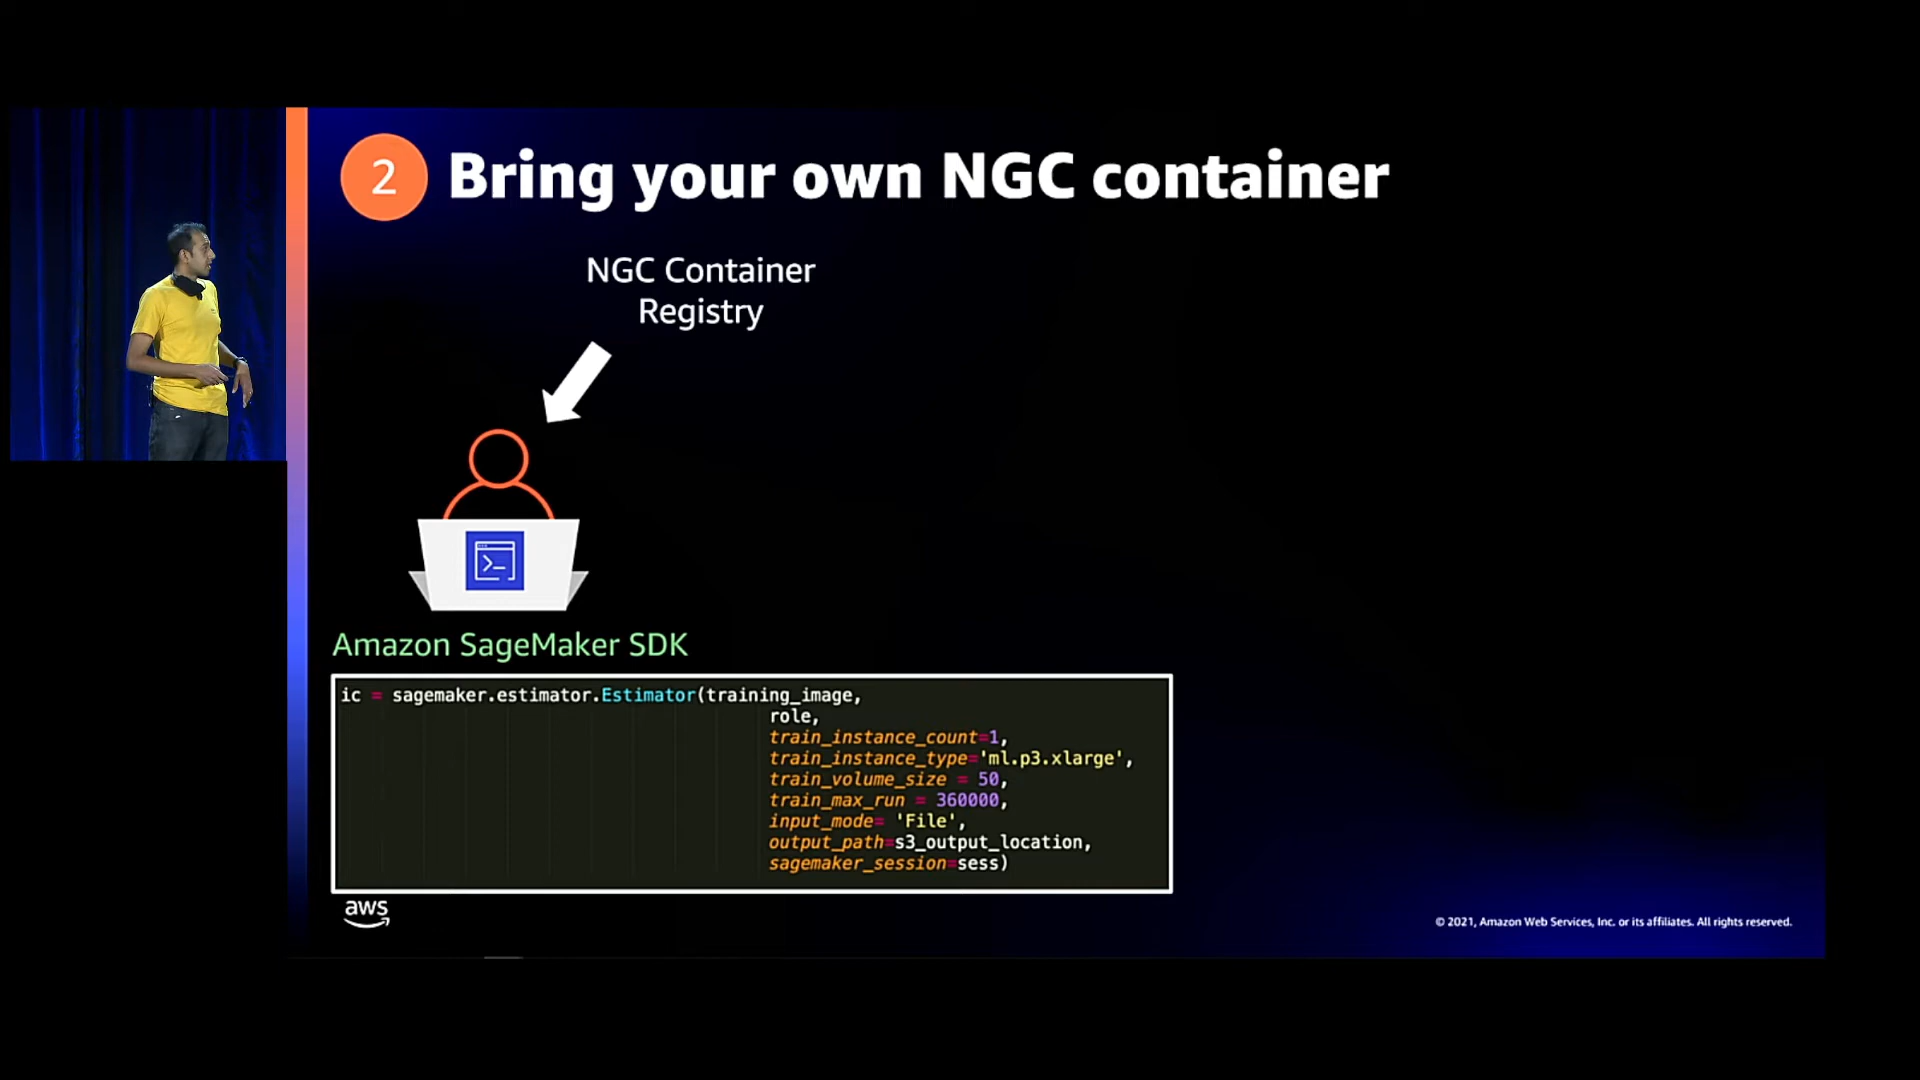 2 Bring your own NGC container
NGC Container
Registry
Amazon SageMaker SDK
ic = sagemaker.estimator.Estimator(training_image,
role,
train_instance_count=1,
train_instance_type='ml.p3.xlarge',
train_volume_size = 50,
train_max_run = 360000,
input_mode= 'File',
output_path=s3_output_location,
sagemaker_session=sess)
aws
© 2021, Amazon Web Services, Inc. or its affiliates. All rights reserved.